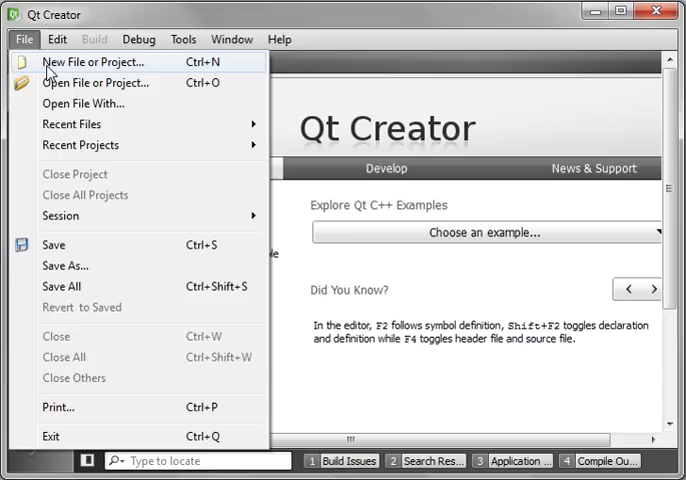 Qt Creator
File Edit Build Debug Tools Window Help
New File or Project... Ctrl+N
Open File or Project... Ctrl+O
Open File With...
Recent Files
Recent Projects
Close Project
Close All Projects
Session
Save Ctrl+S
Save As...
Save All Ctrl+Shift+S
Revert to Saved
Close Ctrl+W
Close All Ctrl+Shift+W
Close Others
Print... Ctrl+P
Exit Ctrl+Q
Qt Creator
Develop News & Support
Explore Qt C++ Examples
Choose an example...
Did You Know?
In the editor, F2 follows symbol definition, Shift+F2 toggles declaration
and definition while F4 toggles header file and source file.
Type to locate 1 Build Issues 2 Search Res... 3 Application ... 4 Compile Ou...